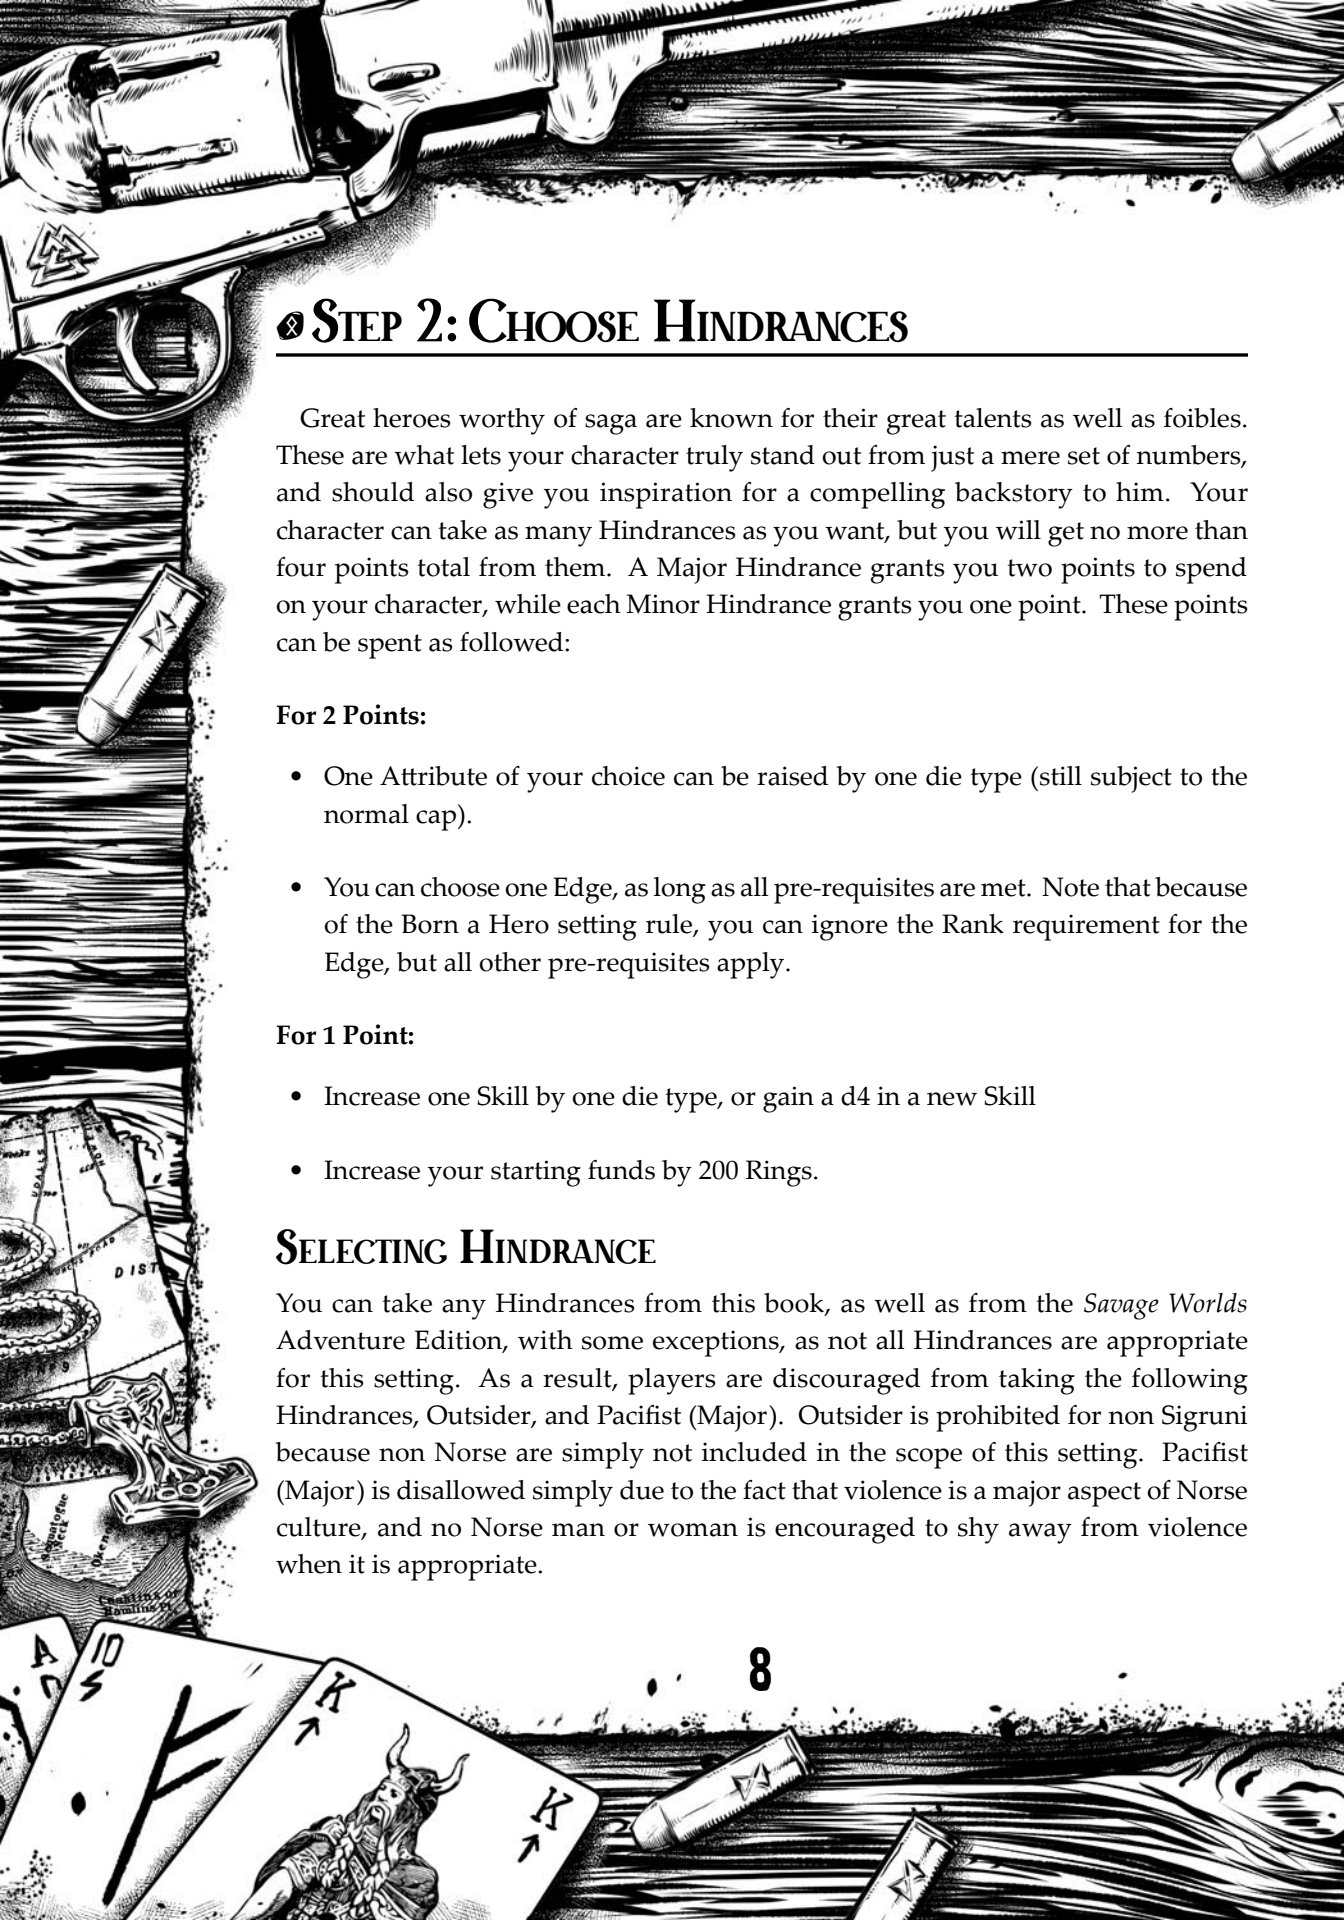 Step 2: Choose Hindrances
Great heroes worthy of saga are known for their great talents as well as foibles.
These are what lets your character truly stand out from just a mere set of numbers,
and should also give you inspiration for a compelling backstory to him. Your
character can take as many Hindrances as you want, but you will get no more than
four points total from them. A Major Hindrance grants you two points to spend
on your character, while each Minor Hindrance grants you one point. These points
can be spent as followed:
For 2 Points:
• One Attribute of your choice can be raised by one die type (still subject to the
normal cap).
• You can choose one Edge, as long as all pre-requisites are met. Note that because
of the Born a Hero setting rule, you can ignore the Rank requirement for the
Edge, but all other pre-requisites apply.
For 1 Point:
• Increase one Skill by one die type, or gain a d4 in a new Skill
• Increase your starting funds by 200 Rings.
Selecting Hindrance
You can take any Hindrances from this book, as well as from the Savage Worlds
Adventure Edition, with some exceptions, as not all Hindrances are appropriate
for this setting. As a result, players are discouraged from taking the following
Hindrances, Outsider, and Pacifist (Major). Outsider is prohibited for non Sigruni
because non Norse are simply not included in the scope of this setting. Pacifist
(Major) is disallowed simply due to the fact that violence is a major aspect of Norse
culture, and no Norse man or woman is encouraged to shy away from violence
when it is appropriate.
DIST
A
10
K
K
8